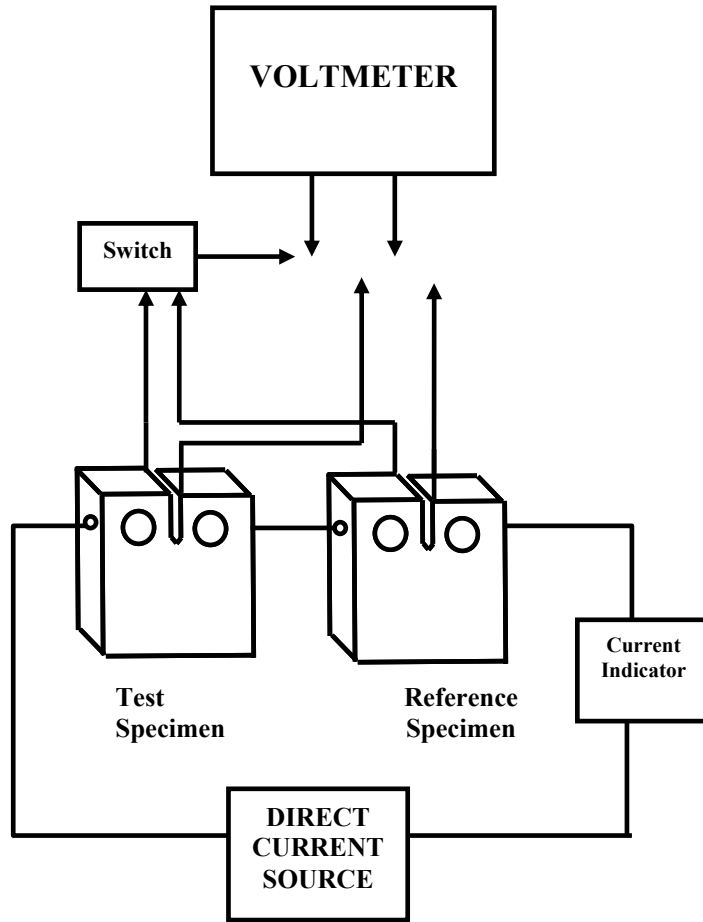 VOLTMETER
Switch
Test
Specimen
Reference
Specimen
Current
Indicator
DIRECT
CURRENT
SOURCE